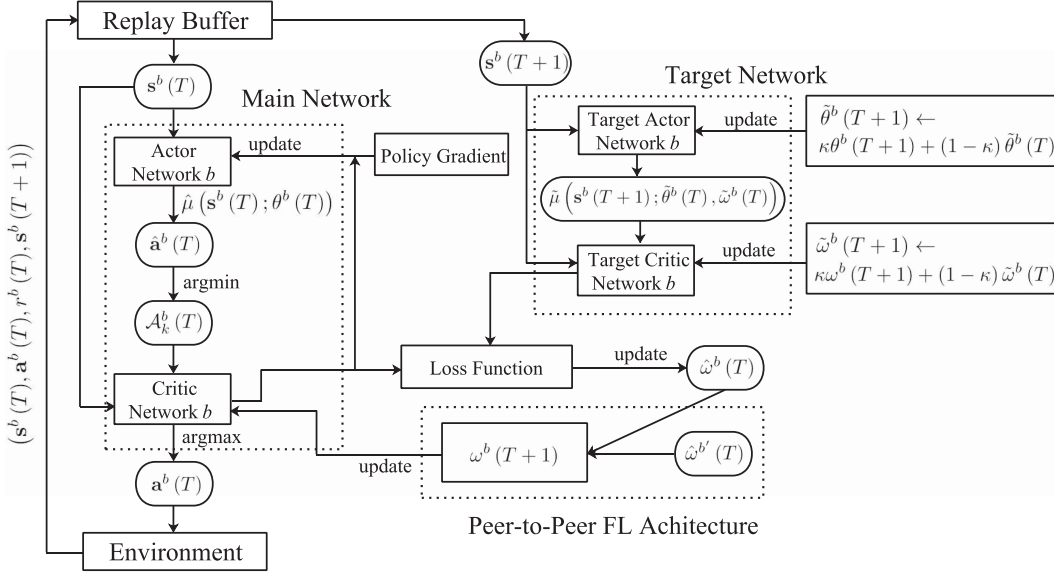 Replay Buffer
s^b (T)
s^b (T+1)
Main Network
Target Network
Actor
Network b
update
Policy Gradient
Target Actor
Network b
update
θ̃^b (T+1) ←
κθ^b (T+1) + (1−κ) θ̃^b (T)
μ̂ (s^b (T) ; θ^b (T))
μ̃ (s^b (T+1) ; θ̃^b (T) , ω̃^b (T))
â^b (T)
argmin
Target Critic
Network b
update
ω̃^b (T+1) ←
κω^b (T+1) + (1−κ) ω̃^b (T)
A_k^b (T)
(s^b (T), a^b (T), r^b (T), s^b (T+1))
Critic
Network b
Loss Function
update
ω̂^b (T)
argmax
update
ω^b (T+1)
ω̂^b′ (T)
a^b (T)
Peer-to-Peer FL Achitecture
Environment